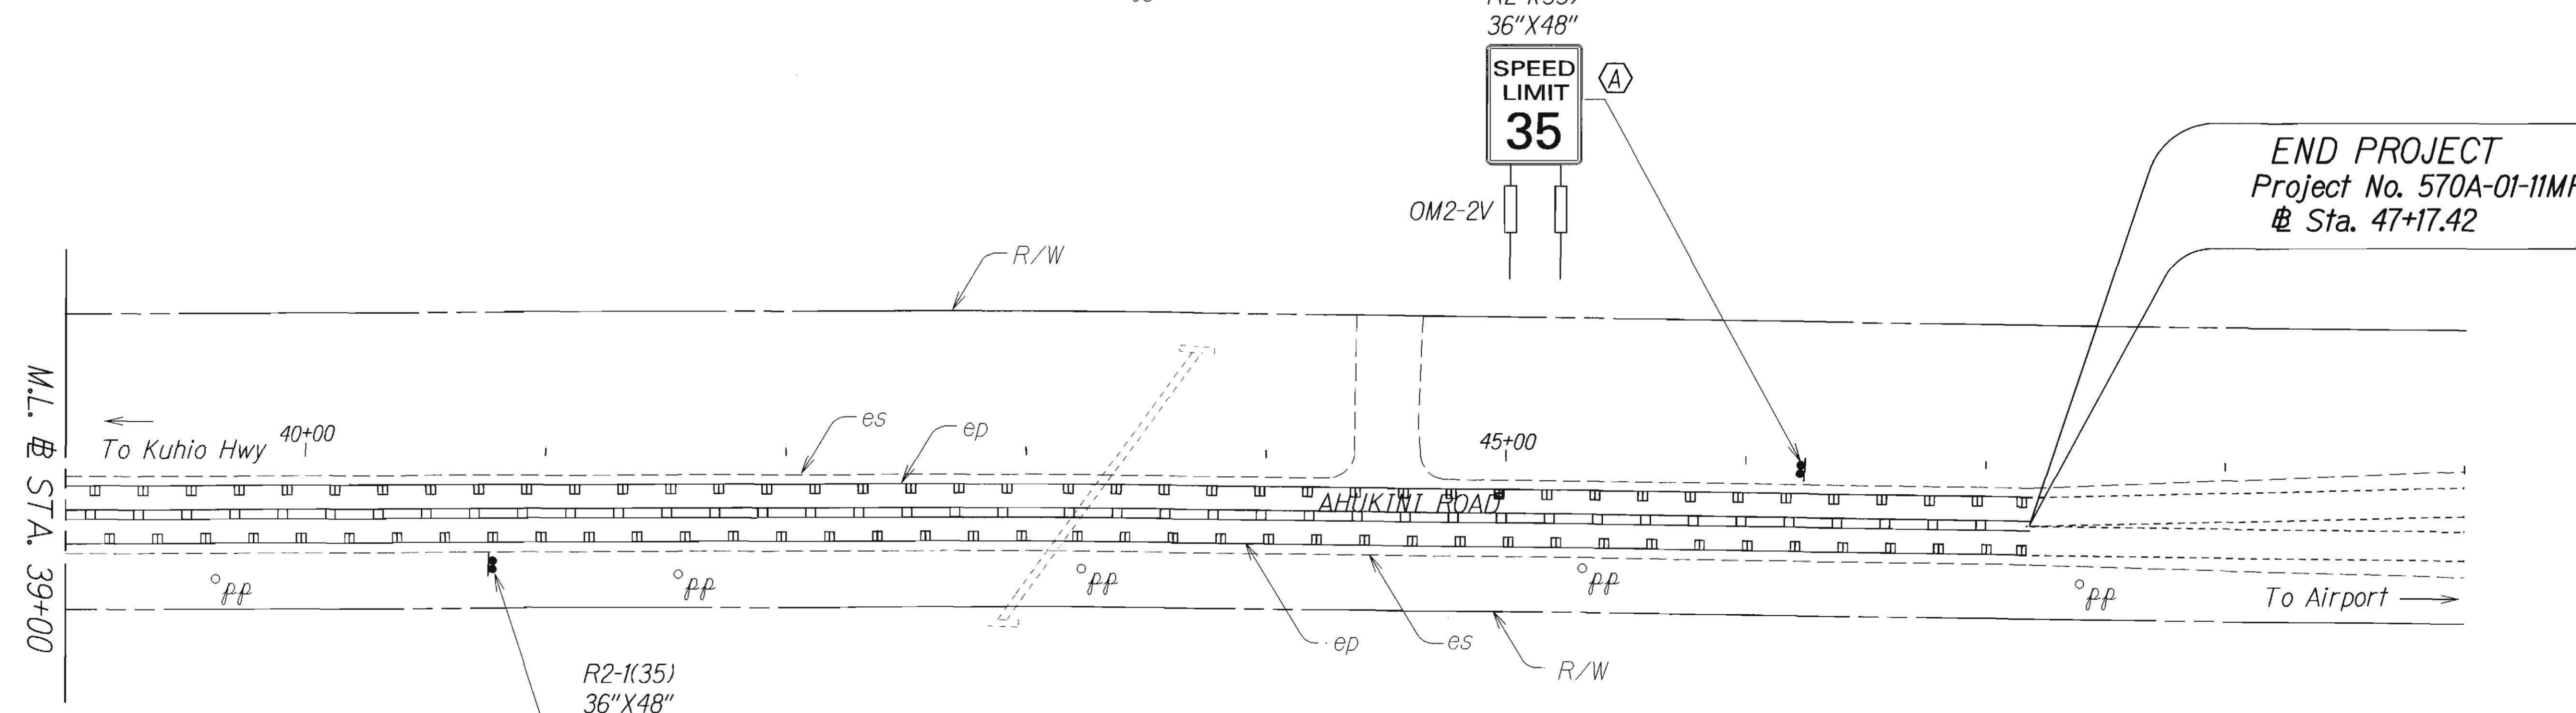 36"X48"
SPEED
LIMIT
35
A
OM2-2V
END PROJECT
Project No. 570A-01-11M
℄ Sta. 47+17.42
R/W
M.L. ℄ STA. 39+00
To Kuhio Hwy
40+00
es
ep
45+00
AHUKINI ROAD
pp
pp
pp
pp
pp
To Airport
ep
es
R/W
R2-1(35)
36"X48"